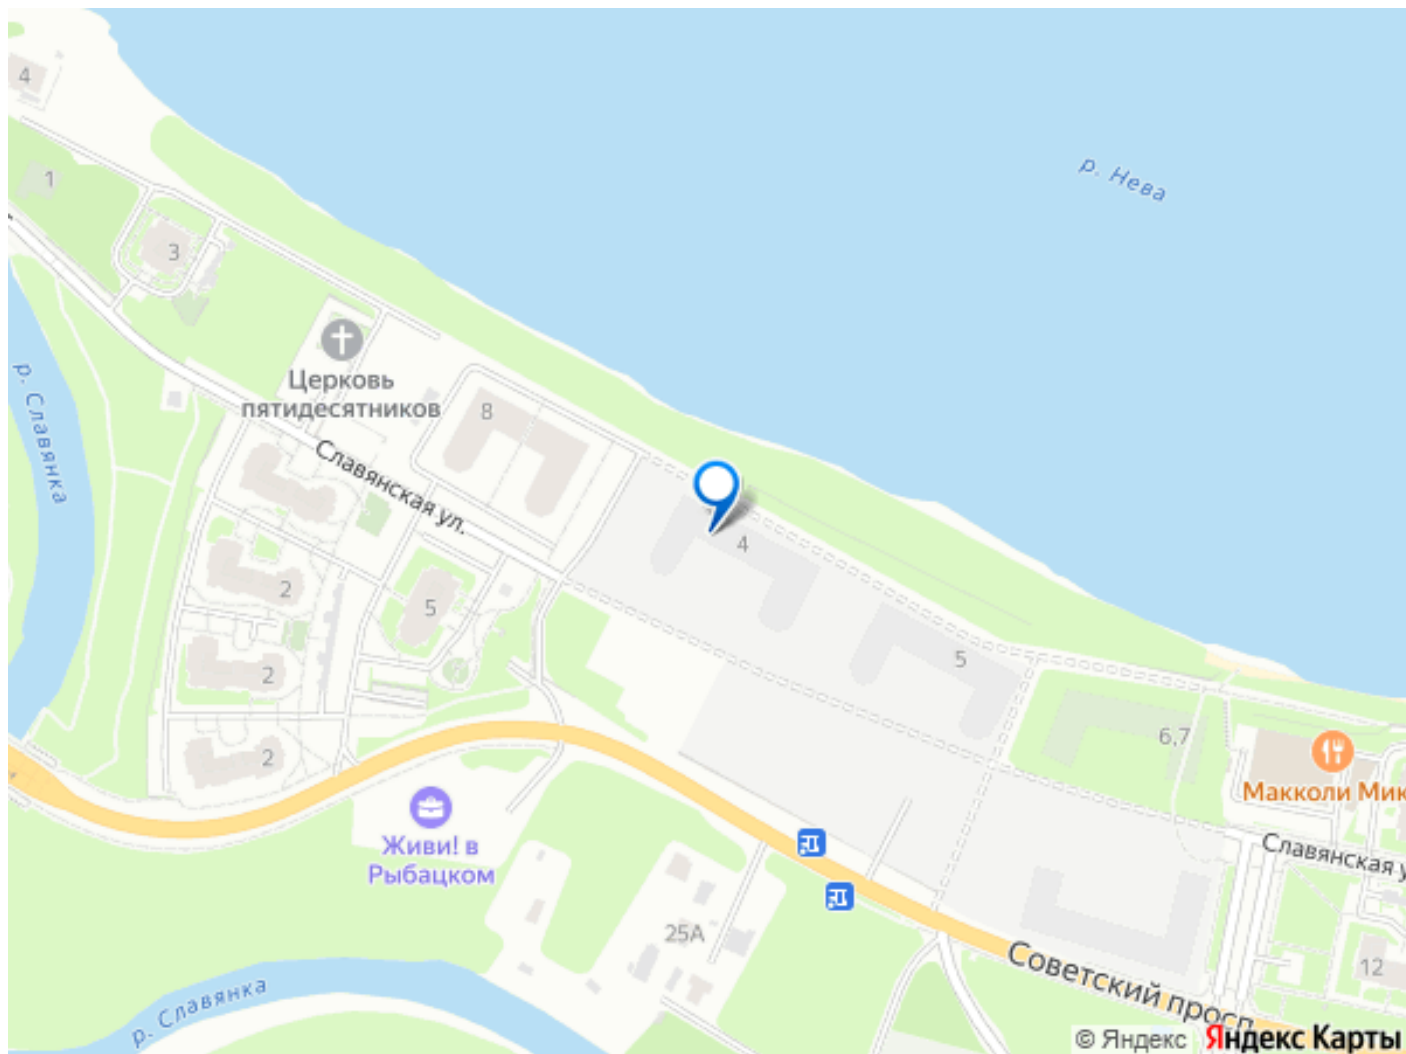 4
р. Нева
1
3
р. Славянка
Церковь
пятидесятников
8
Славянская ул.
4
2
5
2
5
6,7
2
Макколи Мик
Живи! в
Рыбацком
Славянская у
25А
12
Советский просп.
р. Славянка
© Яндекс Яндекс Карты